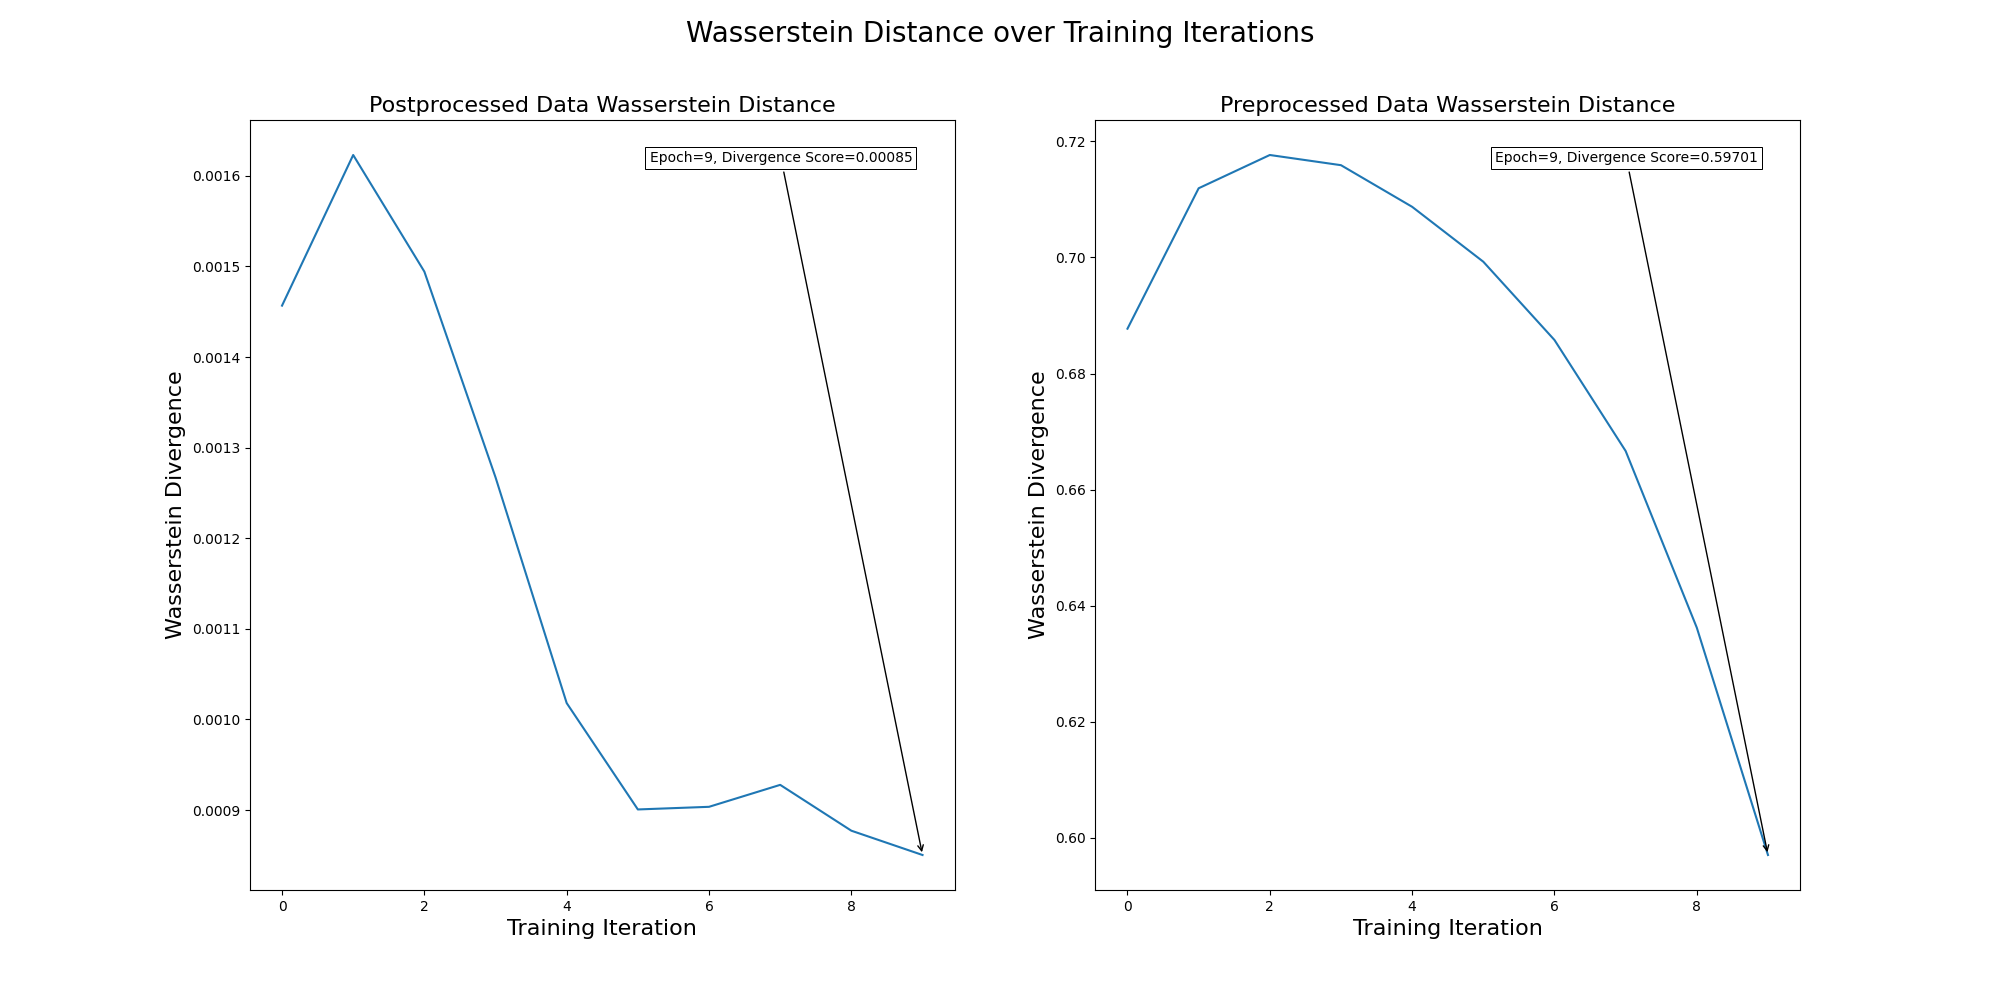 Wasserstein Distance over Training Iterations
Postprocessed Data Wasserstein Distance
Epoch=9, Divergence Score=0.00085
0.0016
0.0015
0.0014
0.0013
0.0012
0.0011
0.0010
0.0009
Wasserstein Divergence
0 2 4 6 8
Training Iteration
Preprocessed Data Wasserstein Distance
Epoch=9, Divergence Score=0.59701
0.72
0.70
0.68
0.66
0.64
0.62
0.60
Wasserstein Divergence
0 2 4 6 8
Training Iteration